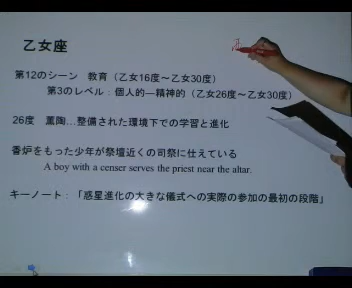 乙女座
第12のシーン　教育（乙女16度～乙女30度）
第3のレベル：個人的―精神的（乙女26度～乙女30度）
26度　薫陶…整備された環境下での学習と進化
香炉をもった少年が祭壇近くの司祭に仕えている
A boy with a censer serves the priest near the altar.
キーノート：「惑星進化の大きな儀式への実際の参加の最初の段階」